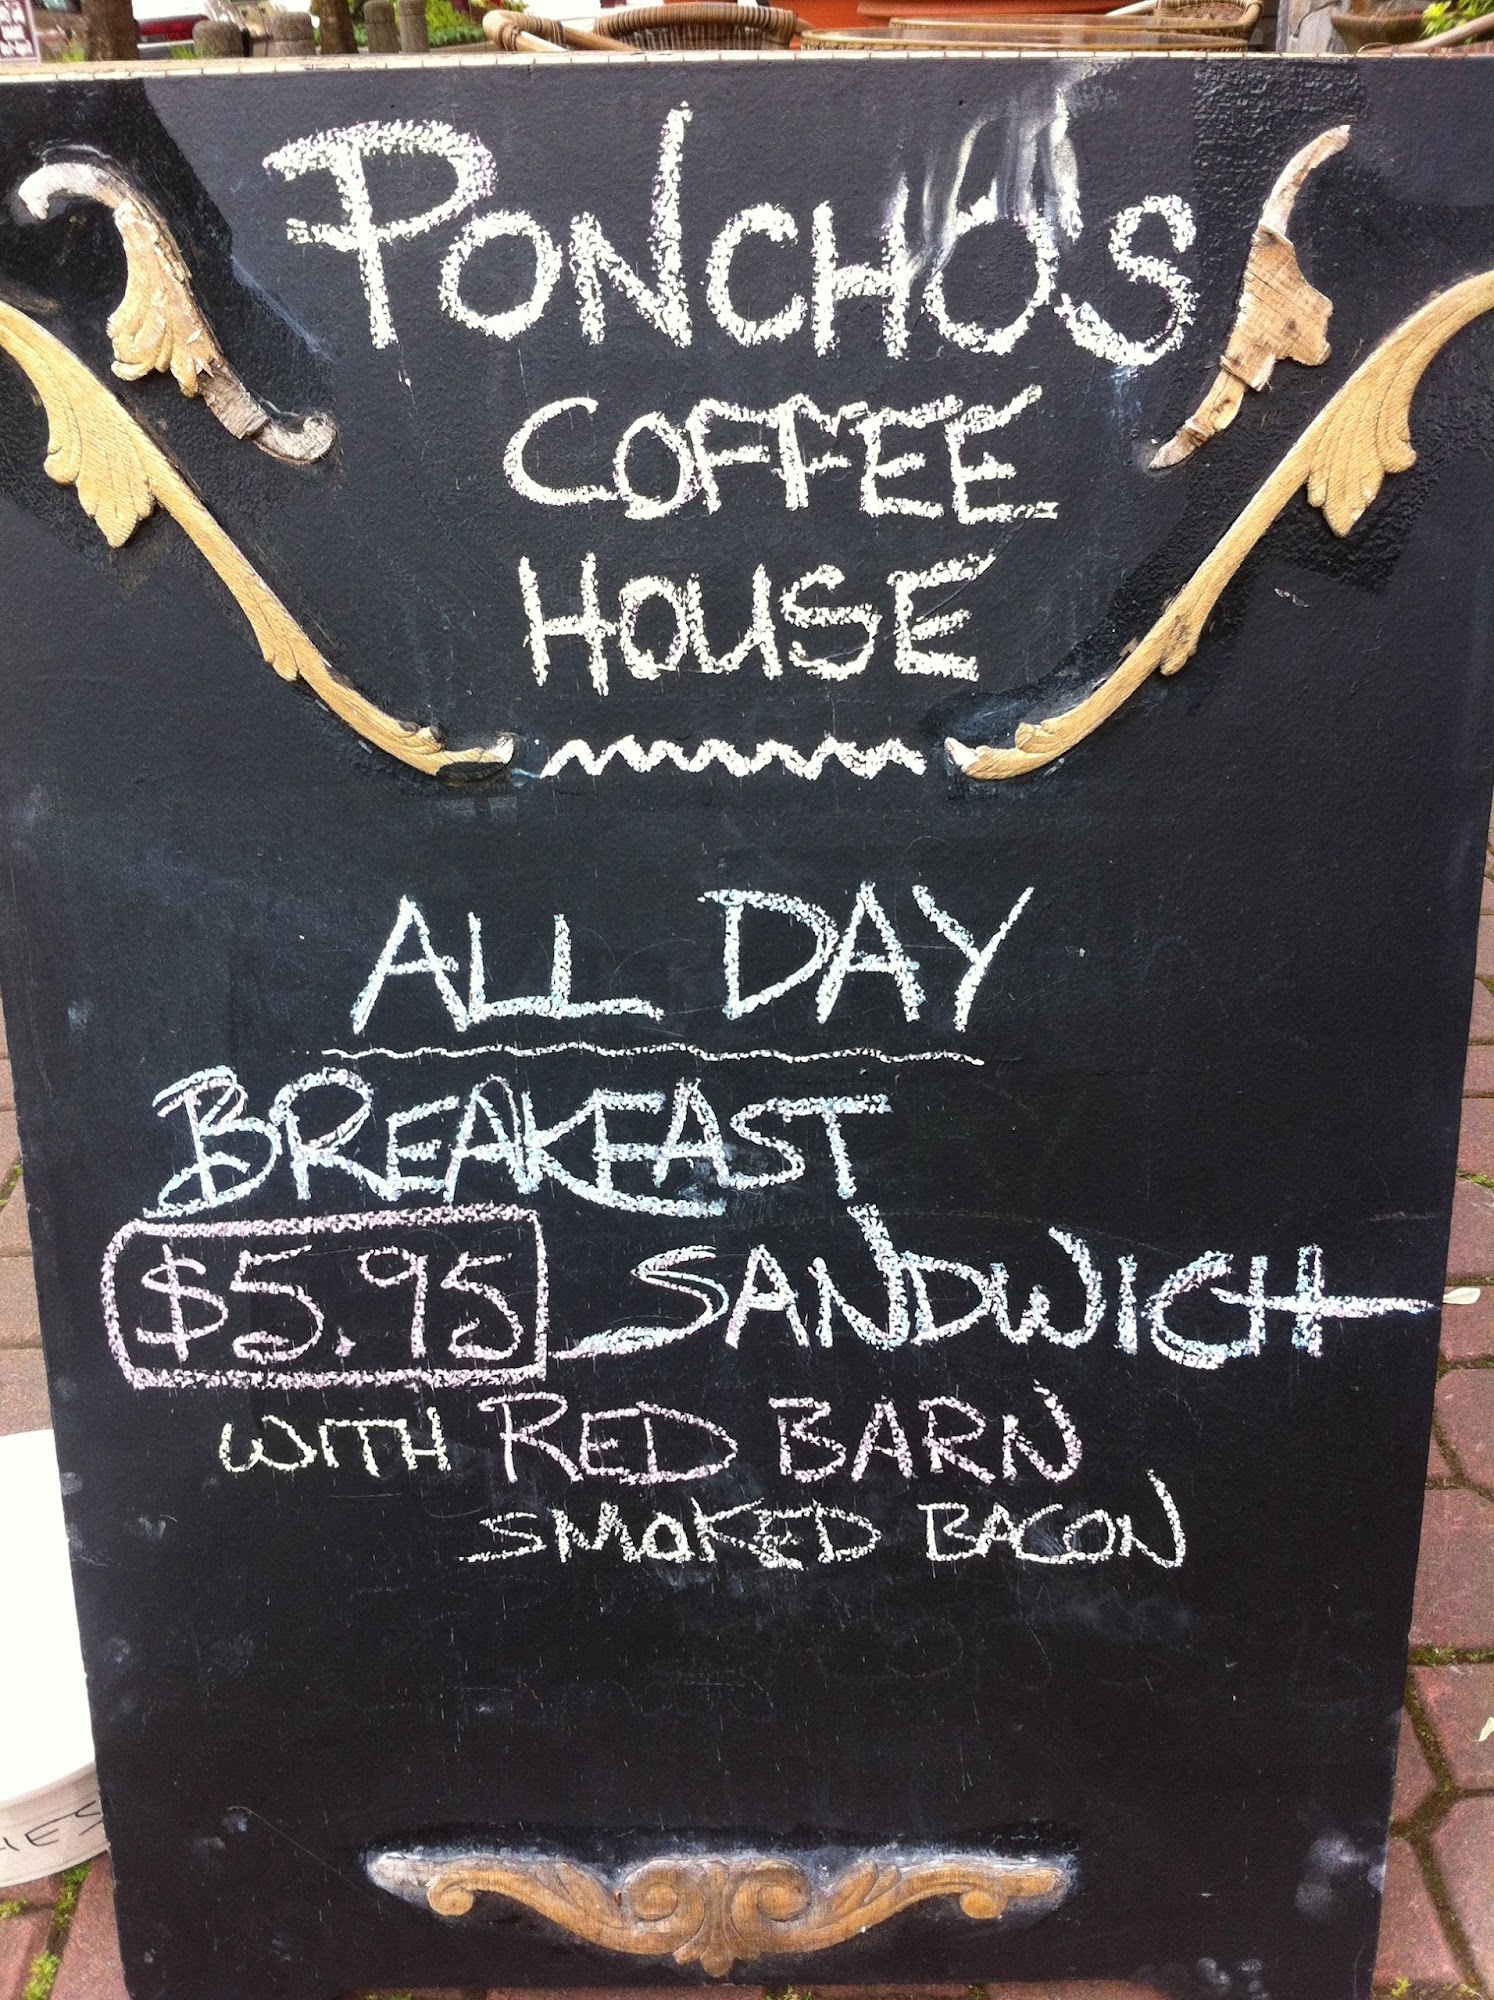 PONCHO'S
COFFEE
HOUSE
ALL DAY
BREAKFAST
$5.95 SANDWICH
WITH RED BARN
SMOKED BACON